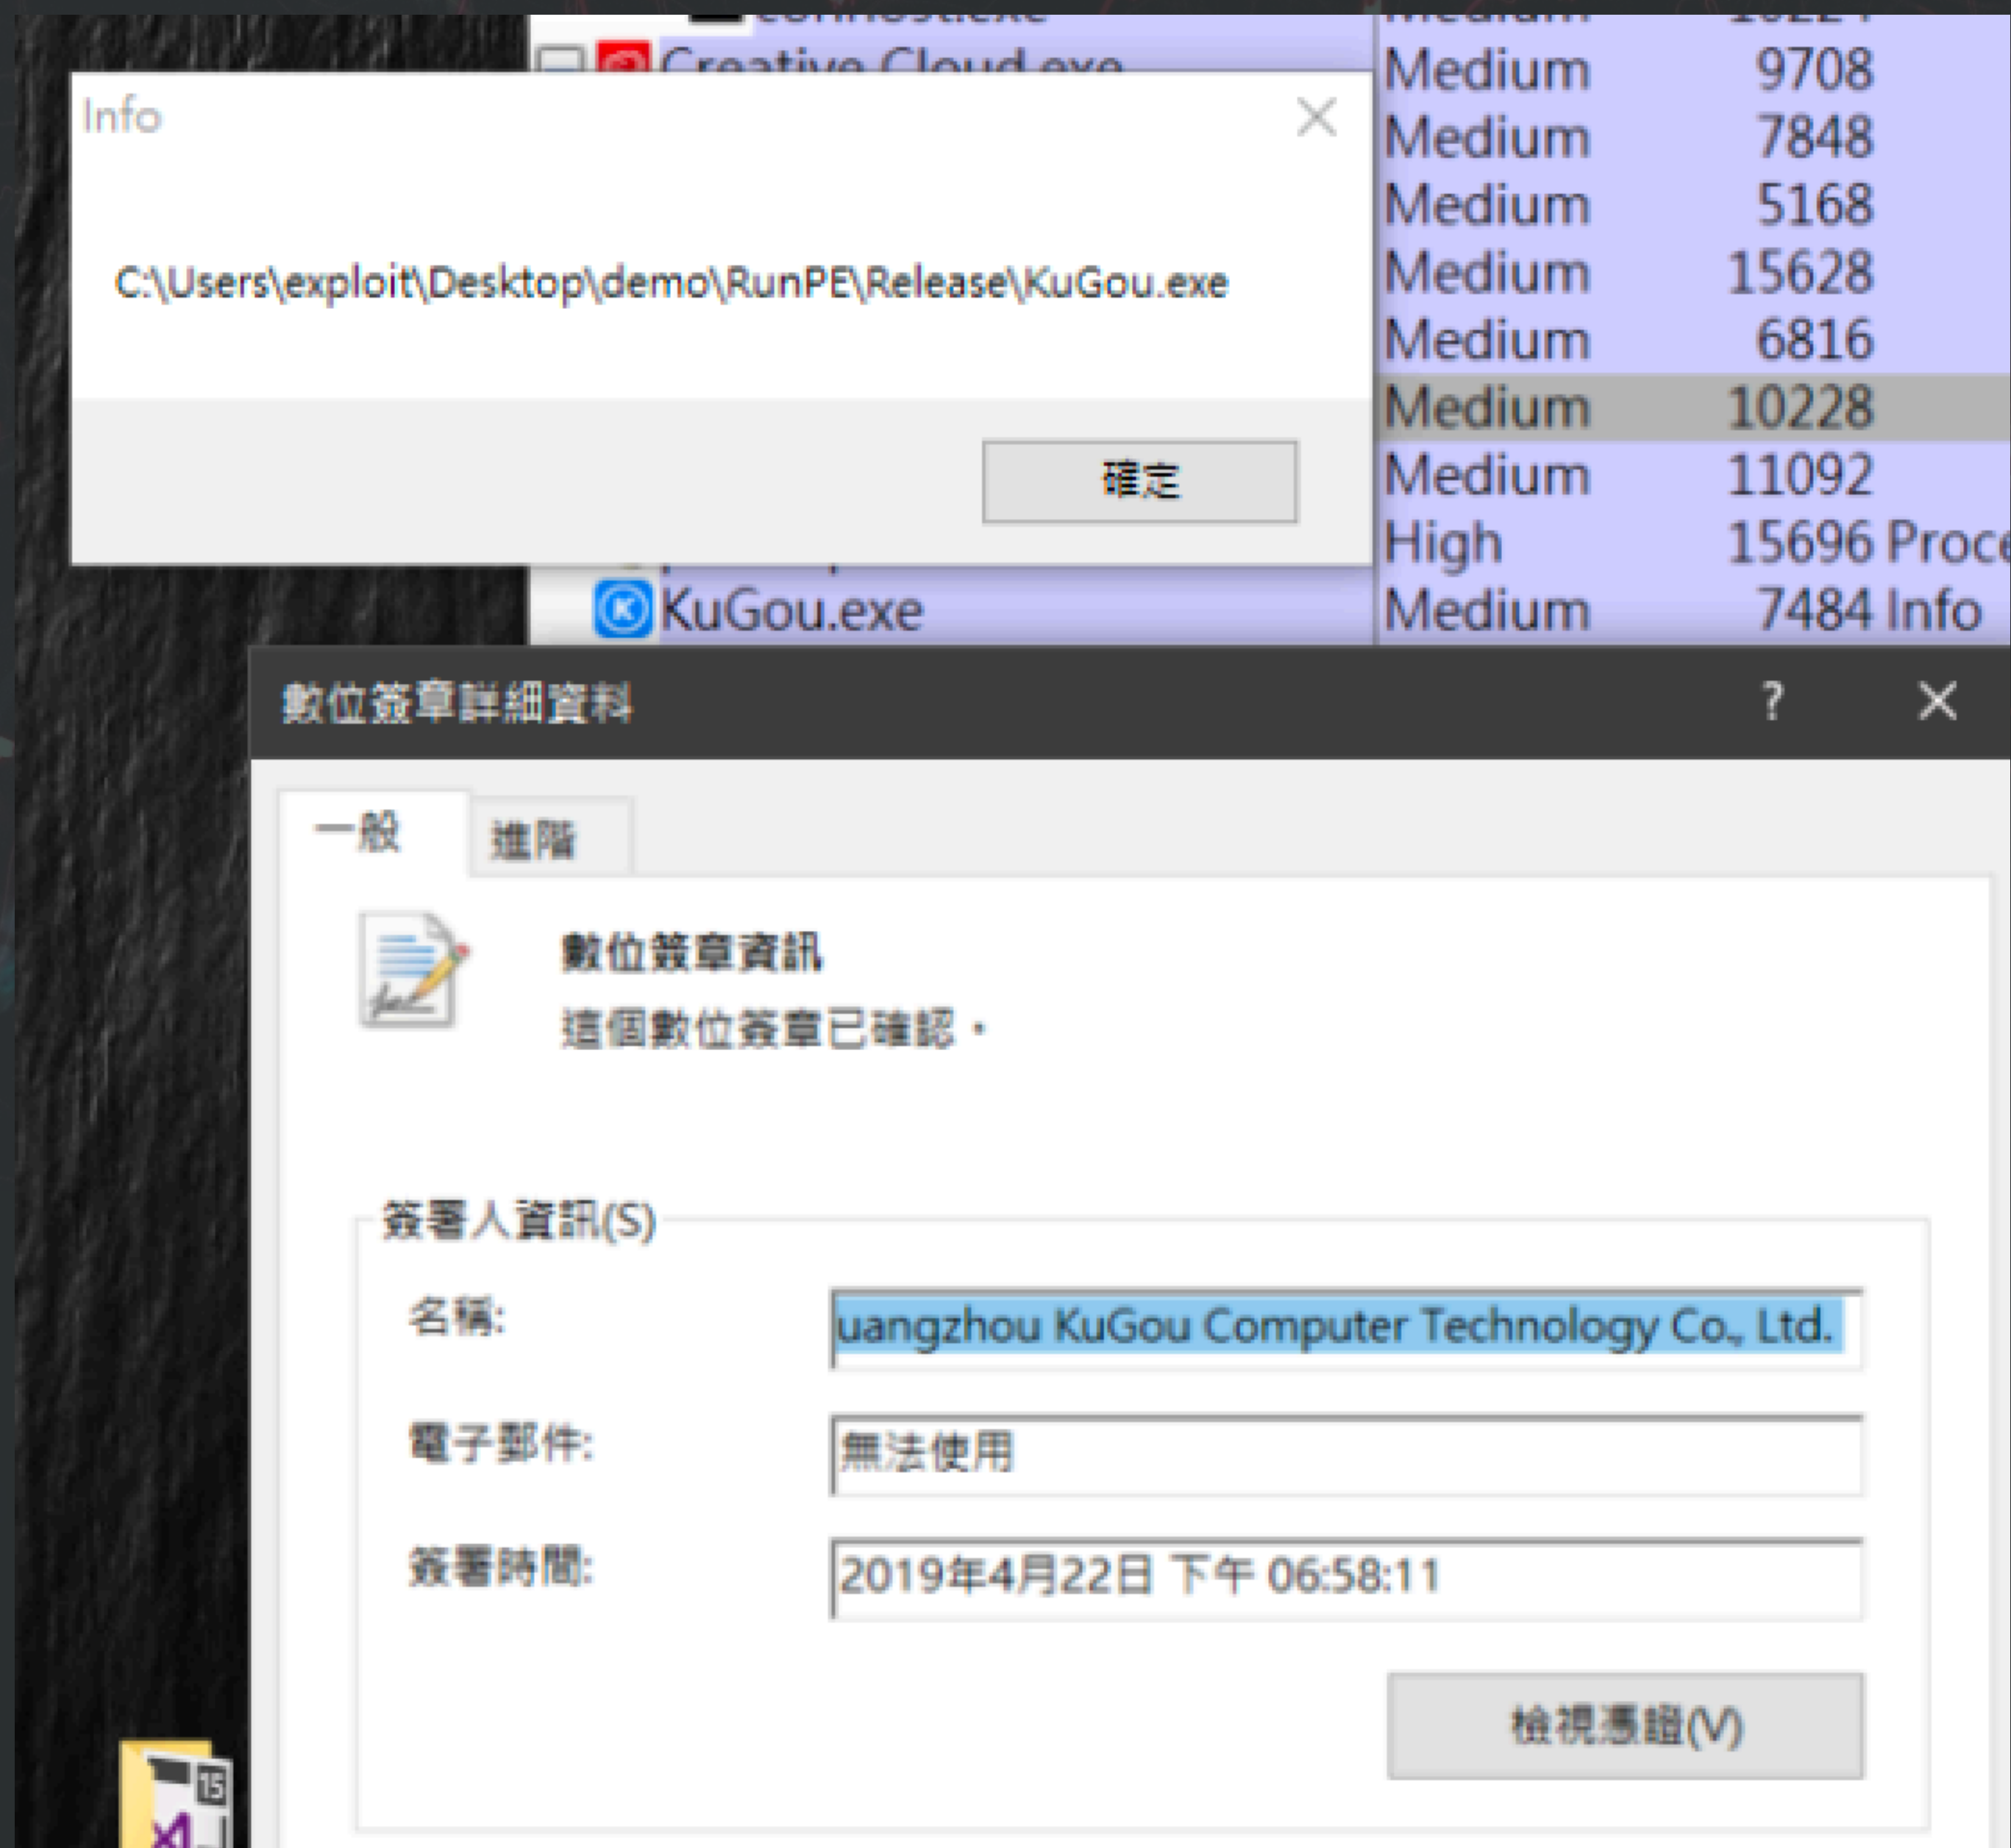 Creative Cloud.exe
Medium 9708
Info
Medium 7848
Medium 5168
C:\Users\exploit\Desktop\demo\RunPE\Release\KuGou.exe
Medium 15628
Medium 6816
Medium 10228
確定
Medium 11092
High 15696 Proce
KuGou.exe Medium 7484 Info
數位簽章詳細資料
一般 進階
數位簽章資訊
這個數位簽章已確認。
簽署人資訊(S)
名稱: uangzhou KuGou Computer Technology Co., Ltd.
電子郵件: 無法使用
簽署時間: 2019年4月22日 下午 06:58:11
檢視憑證(V)
15